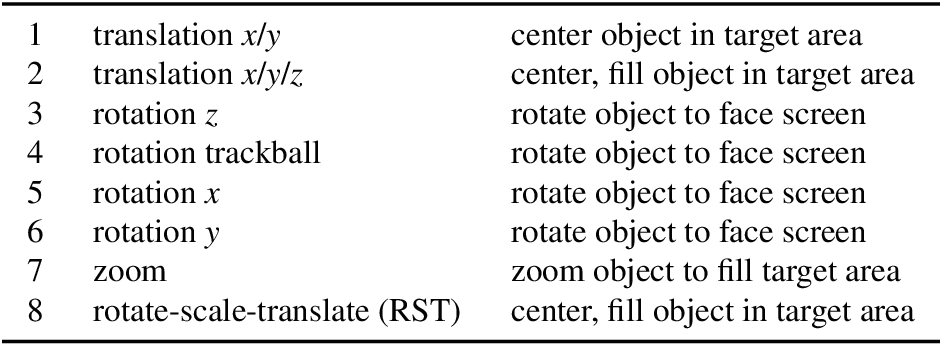 1 translation x/y center object in target area
2 translation x/y/z center, fill object in target area
3 rotation z rotate object to face screen
4 rotation trackball rotate object to face screen
5 rotation x rotate object to face screen
6 rotation y rotate object to face screen
7 zoom zoom object to fill target area
8 rotate-scale-translate (RST) center, fill object in target area